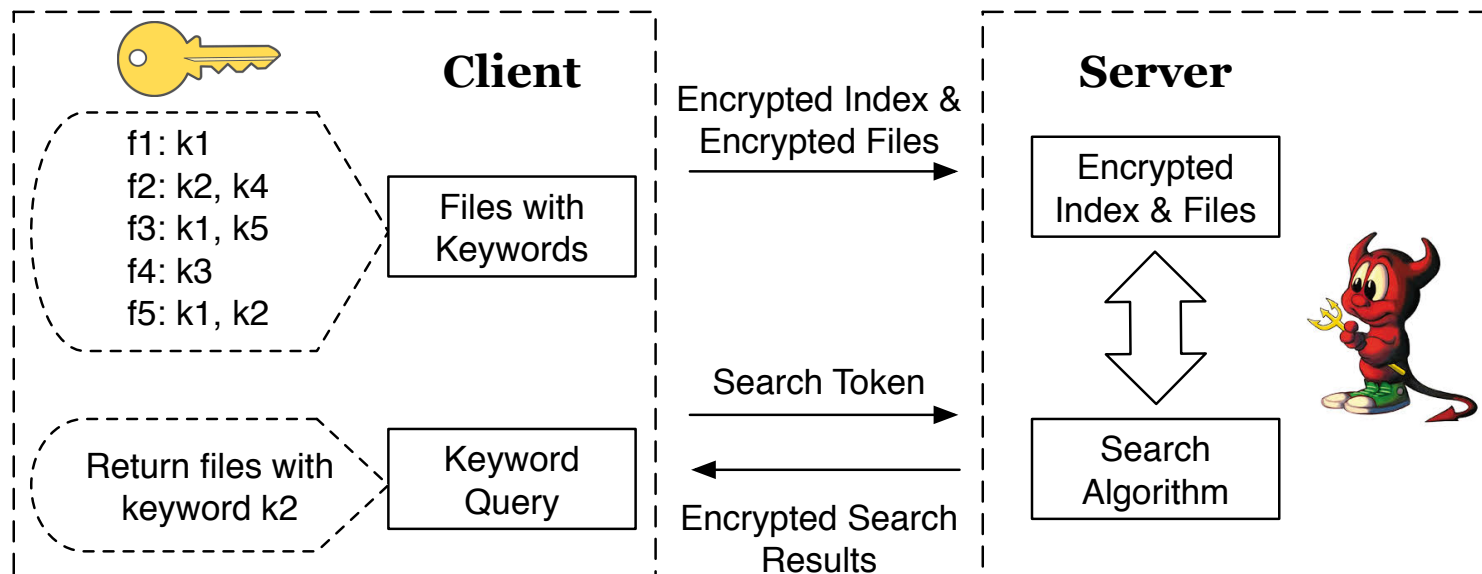 Client
f1: k1
f2: k2, k4
f3: k1, k5
f4: k3
f5: k1, k2
Files with
Keywords
Return files with
keyword k2
Keyword
Query
Encrypted Index &
Encrypted Files
Search Token
Encrypted Search
Results
Server
Encrypted
Index & Files
Search
Algorithm